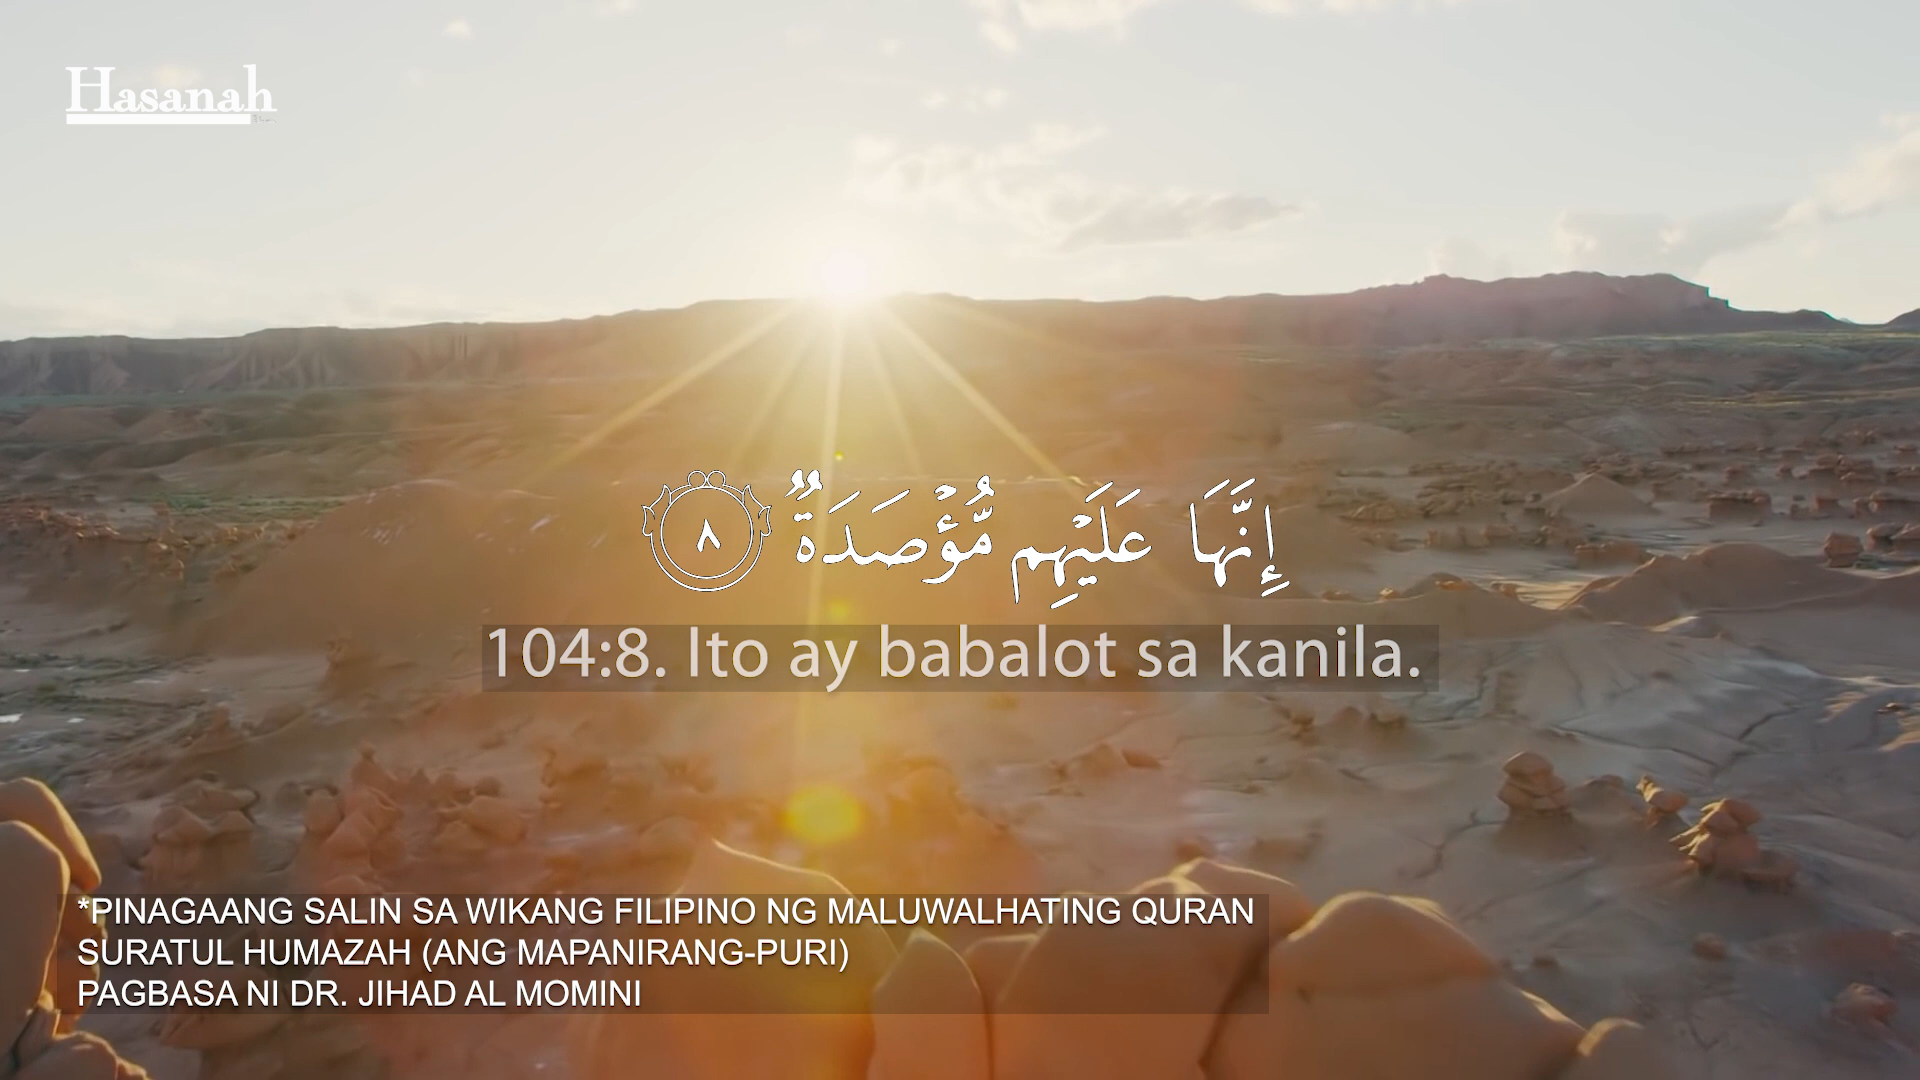 Hasanah
إِنَّهَا عَلَيْهِم مُّؤْصَدَةٌ ٨
104:8. Ito ay babalot sa kanila.
*PINAGAANG SALIN SA WIKANG FILIPINO NG MALUWALHATING QURAN
SURATUL HUMAZAH (ANG MAPANIRANG-PURI)
PAGBASA NI DR. JIHAD AL MOMINI